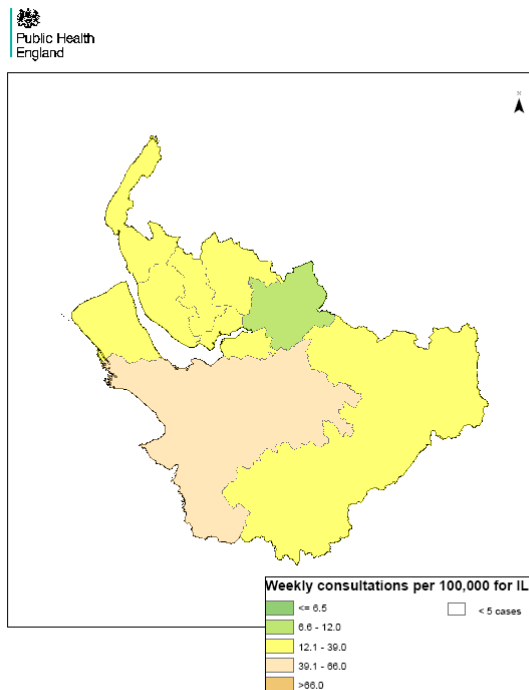 Public Health
England
N
Weekly consultations per 100,000 for IL
<= 6.5
< 5 cases
6.6 - 12.0
12.1 - 39.0
39.1 - 66.0
>66.0